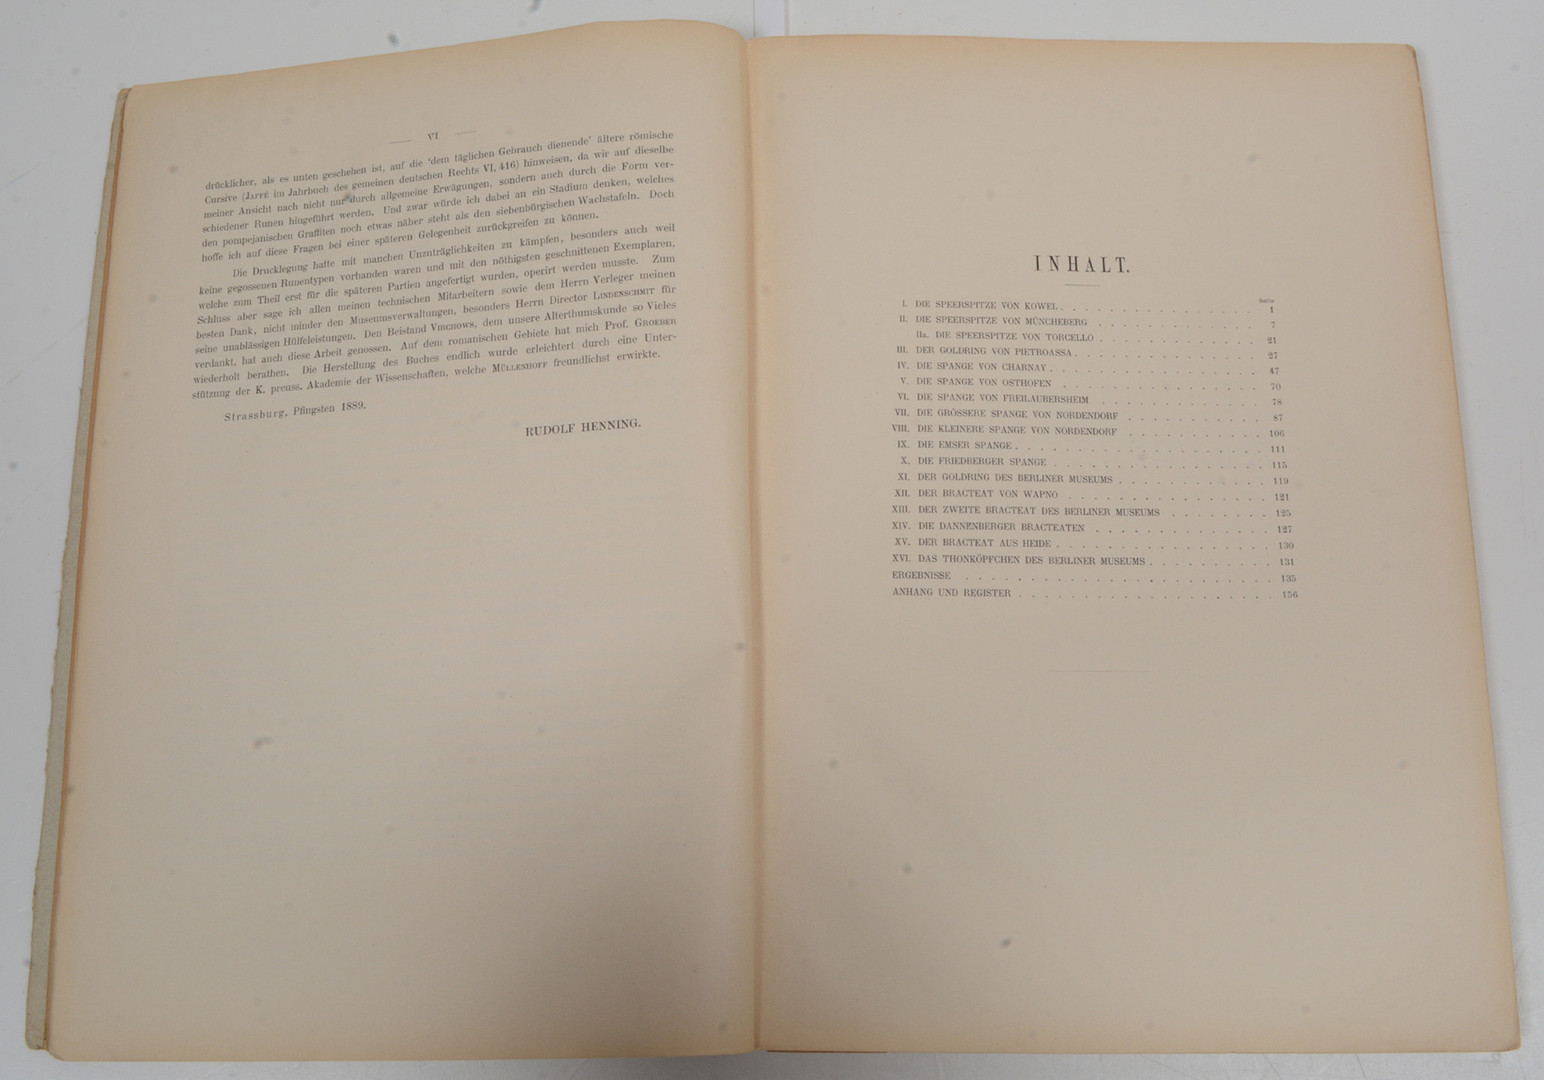 VI
drücklicher, als es unten geschehen ist, auf die 'dem täglichen Gebrauch dienende' ältere römische
Cursive (JAFFÉ im Jahrbuch des gemeinen deutschen Rechts VI, 416) hinweisen, da wir auf dieselbe
meiner Ansicht nach nicht nur durch allgemeine Erwägungen, sondern auch durch die Form ver-
schiedener Runen hingeführt werden. Und zwar würde ich dabei an ein Stadium denken, welches
den pompejanischen Graffiten noch etwas näher steht als den siebenbürgischen Wachstafeln. Doch
hoffe ich auf diese Fragen bei einer späteren Gelegenheit zurückgreifen zu können.
Die Drucklegung hatte mit manchen Unzuträglichkeiten zu kämpfen, besonders auch weil
keine gegossenen Runentypen vorhanden waren und mit den nöthigsten geschnittenen Exemplaren,
welche zum Theil erst für die späteren Partien angefertigt wurden, operirt werden musste. Zum
Schluss aber sage ich allen meinen technischen Mitarbeitern sowie dem Herrn Verleger meinen
besten Dank, nicht minder den Museumsverwaltungen, besonders Herrn Director LINDENSCHMIT für
seine unablässigen Hülfeleistungen. Den Beistand VIRCHOWS, dem unsere Alterthumskunde so Vieles
verdankt, hat auch diese Arbeit genossen. Auf dem romanischen Gebiete hat mich Prof. GROEBER
wiederholt berathen. Die Herstellung des Buches endlich wurde erleichtert durch eine Unter-
stützung der K. preuss. Akademie der Wissenschaften, welche MÜLLENHOFF freundlichst erwirkte.
Strassburg, Pfingsten 1889.
RUDOLF HENNING.
INHALT.
Seite
I. DIE SPEERSPITZE VON KOWEL . . . . . . . . . . . . . . . 1
II. DIE SPEERSPITZE VON MÜNCHEBERG . . . . . . . . . . . . . 7
IIa. DIE SPEERSPITZE VON TORCELLO . . . . . . . . . . . . 21
III. DER GOLDRING VON PIETROASSA . . . . . . . . . . . . . . 27
IV. DIE SPANGE VON CHARNAY . . . . . . . . . . . . . . . . 47
V. DIE SPANGE VON OSTHOFEN . . . . . . . . . . . . . . . . 70
VI. DIE SPANGE VON FREILAUBERSHEIM . . . . . . . . . . . . . 78
VII. DIE GRÖSSERE SPANGE VON NORDENDORF . . . . . . . . . . . 87
VIII. DIE KLEINERE SPANGE VON NORDENDORF . . . . . . . . . . . 106
IX. DIE EMSER SPANGE . . . . . . . . . . . . . . . . . . . 111
X. DIE FRIEDBERGER SPANGE . . . . . . . . . . . . . . . . . 115
XI. DER GOLDRING DES BERLINER MUSEUMS . . . . . . . . . . . . 119
XII. DER BRACTEAT VON WAPNO . . . . . . . . . . . . . . . . 121
XIII. DER ZWEITE BRACTEAT DES BERLINER MUSEUMS . . . . . . . . 125
XIV. DIE DANNENBERGER BRACTEATEN . . . . . . . . . . . . . . 127
XV. DER BRACTEAT AUS HEIDE . . . . . . . . . . . . . . . . . 130
XVI. DAS THONKÖPFCHEN DES BERLINER MUSEUMS . . . . . . . . . . 131
ERGEBNISSE . . . . . . . . . . . . . . . . . . . . . . . . 135
ANHANG UND REGISTER . . . . . . . . . . . . . . . . . . . . 156